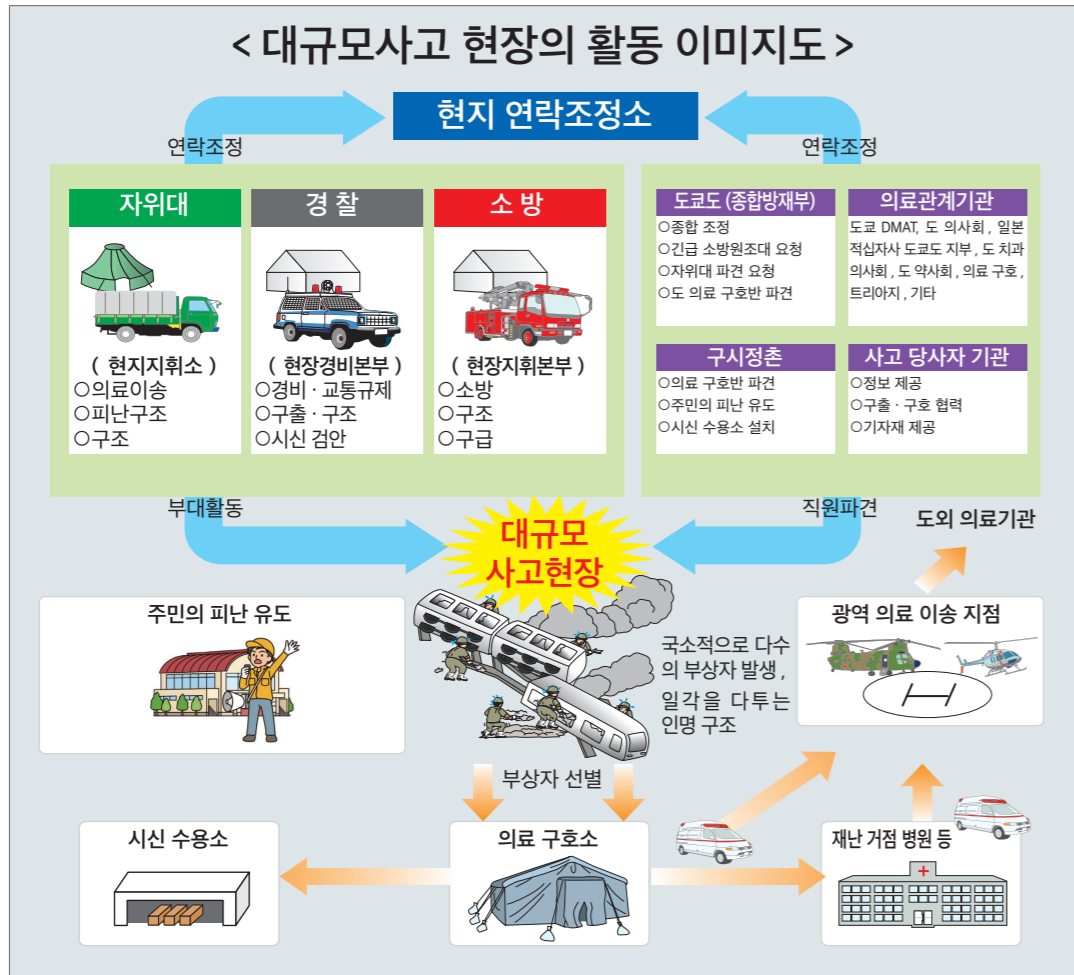 < 대규모사고 현장의 활동 이미지도 >
현지 연락조정소
연락조정
연락조정
자위대
( 현지지휘소 )
○의료이송
○피난구조
○구조
경 찰
( 현장경비본부 )
○경비 · 교통규제
○구출 · 구조
○시신 검안
소 방
( 현장지휘본부 )
○소방
○구조
○구급
도쿄도 (종합방재부)
○종합 조정
○긴급 소방원조대 요청
○자위대 파견 요청
○도 의료 구호반 파견
의료관계기관
도쿄 DMAT, 도 의사회 , 일본
적십자사 도쿄도 지부 , 도 치과
의사회 , 도 약사회 , 의료 구호 ,
트리아지 , 기타
구시정촌
○의료 구호반 파견
○주민의 피난 유도
○시신 수용소 설치
사고 당사자 기관
○정보 제공
○구출 · 구호 협력
○기자재 제공
부대활동
직원파견
대규모
사고현장
도외 의료기관
주민의 피난 유도
국소적으로 다수
의 부상자 발생 ,
일각을 다투는
인명 구조
광역 의료 이송 지점
부상자 선별
시신 수용소
의료 구호소
재난 거점 병원 등